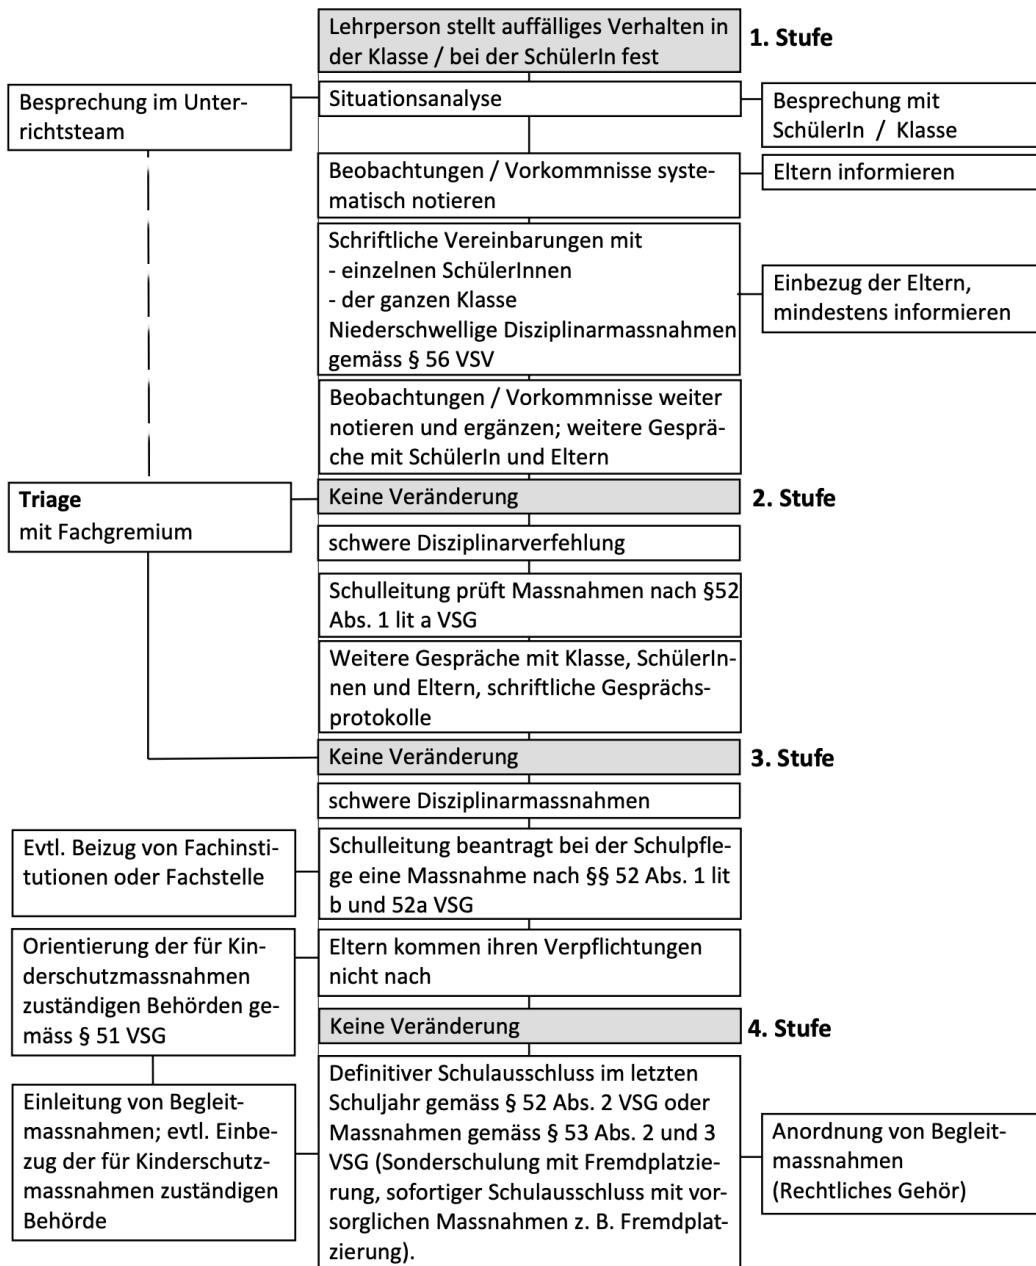 Lehrperson stellt auffälliges Verhalten in
der Klasse / bei der SchülerIn fest
1. Stufe
Besprechung im Unter-
richtsteam
Situationsanalyse
Besprechung mit
SchülerIn / Klasse
Beobachtungen / Vorkommnisse syste-
matisch notieren
Eltern informieren
Schriftliche Vereinbarungen mit
- einzelnen SchülerInnen
- der ganzen Klasse
Niederschwellige Disziplinarmassnahmen
gemäss § 56 VSV
Einbezug der Eltern,
mindestens informieren
Beobachtungen / Vorkommnisse weiter
notieren und ergänzen; weitere Gesprä-
che mit SchülerIn und Eltern
Triage
mit Fachgremium
Keine Veränderung
2. Stufe
schwere Disziplinarverfehlung
Schulleitung prüft Massnahmen nach §52
Abs. 1 lit a VSG
Weitere Gespräche mit Klasse, SchülerIn-
nen und Eltern, schriftliche Gesprächs-
protokolle
Keine Veränderung
3. Stufe
schwere Disziplinarmassnahmen
Evtl. Beizug von Fachinsti-
tutionen oder Fachstelle
Schulleitung beantragt bei der Schulpfle-
ge eine Massnahme nach §§ 52 Abs. 1 lit
b und 52a VSG
Orientierung der für Kin-
derschutzmassnahmen
zuständigen Behörden ge-
mäss § 51 VSG
Eltern kommen ihren Verpflichtungen
nicht nach
Keine Veränderung
4. Stufe
Einleitung von Begleit-
massnahmen; evtl. Einbe-
zug der für Kinderschutz-
massnahmen zuständigen
Behörde
Definitiver Schulausschluss im letzten
Schuljahr gemäss § 52 Abs. 2 VSG oder
Massnahmen gemäss § 53 Abs. 2 und 3
VSG (Sonderschulung mit Fremdplatzie-
rung, sofortiger Schulausschluss mit vor-
sorglichen Massnahmen z. B. Fremdplat-
zierung).
Anordnung von Begleit-
massnahmen
(Rechtliches Gehör)